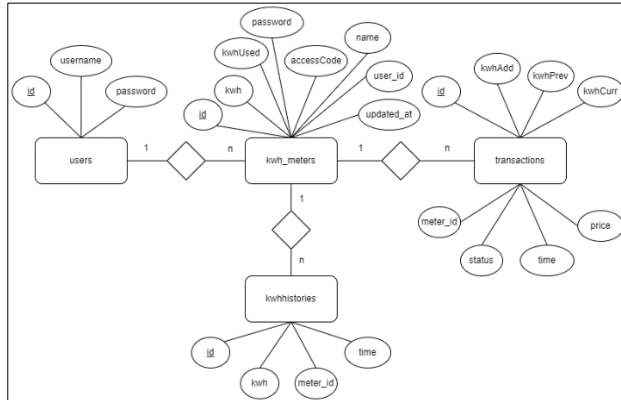 password
name
username
kwhUsed
accessCode
kwhAdd
kwhPrev
id
password
kwh
user_id
id
kwhCurr
id
updated_at
users
1
n
kwh_meters
1
n
transactions
1
meter_id
price
status
time
n
kwhhistories
id
time
kwh
meter_id